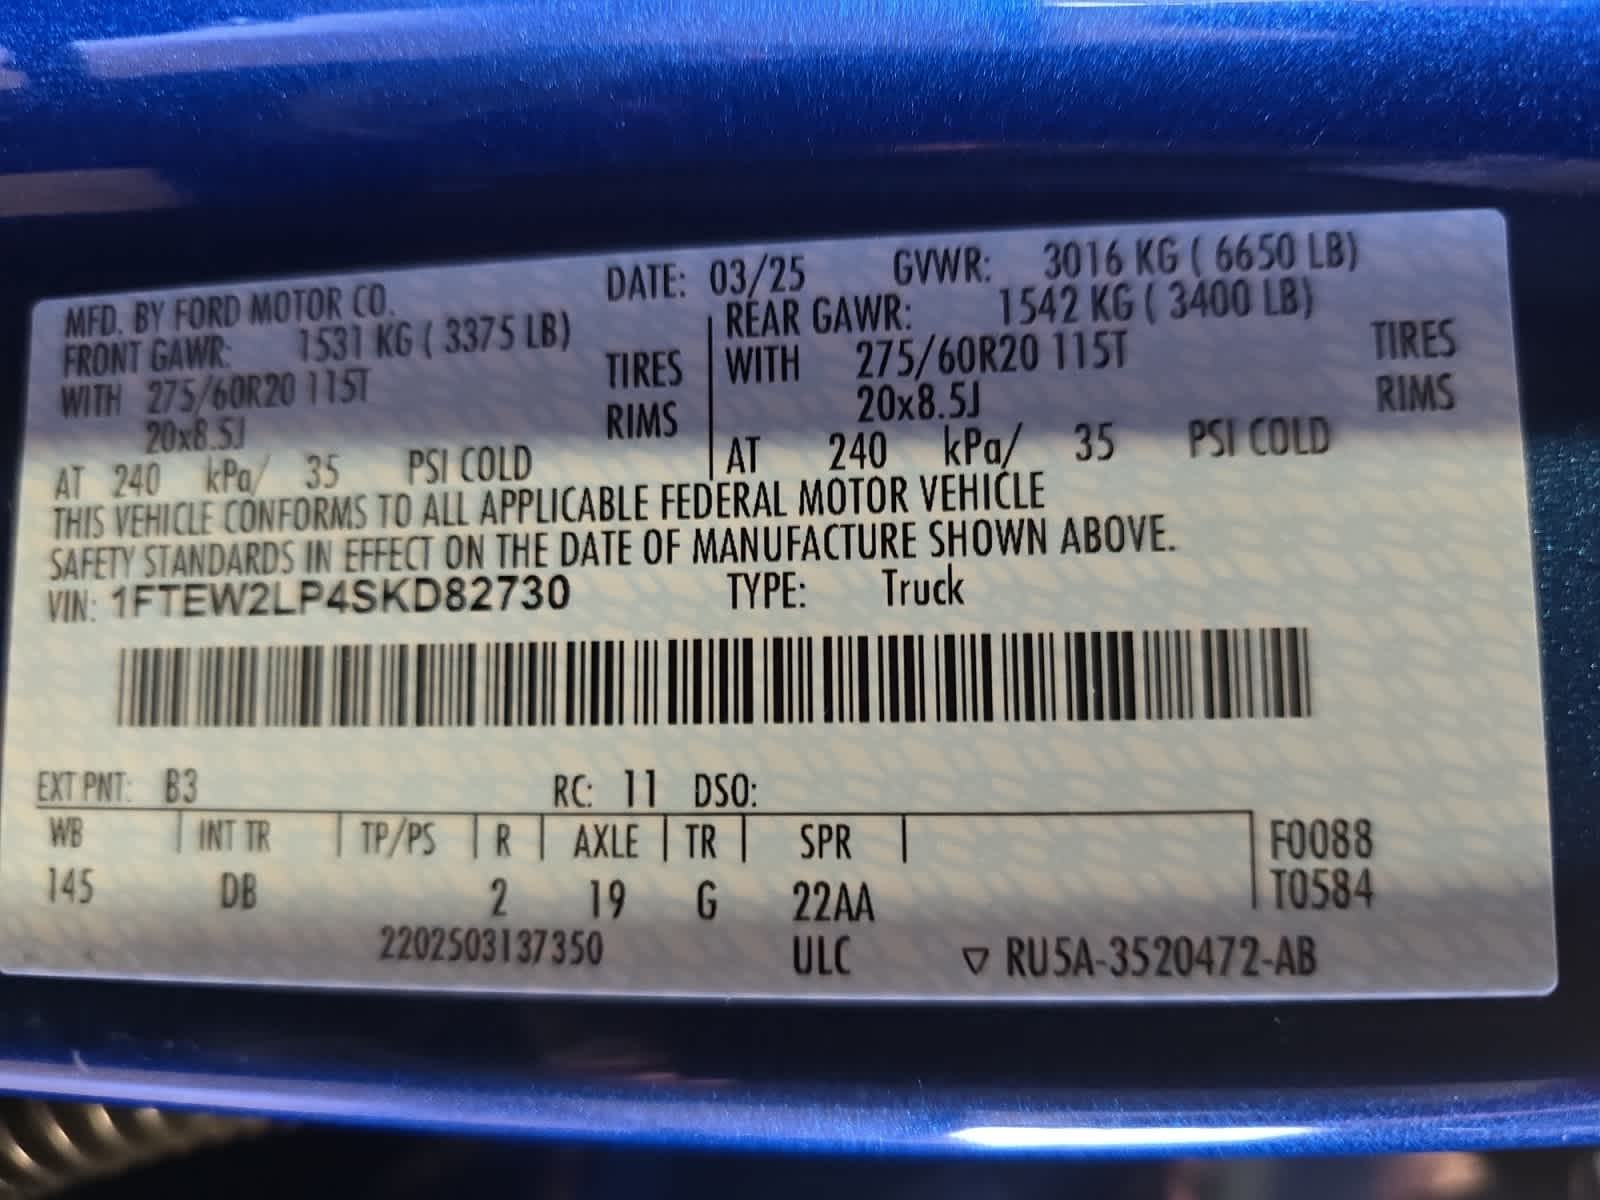 MFD. BY FORD MOTOR CO. DATE: 03/25 GVWR: 3016 KG ( 6650 LB)
FRONT GAWR: 1531 KG ( 3375 LB) REAR GAWR: 1542 KG ( 3400 LB)
WITH 275/60R20 115T TIRES WITH 275/60R20 115T TIRES
20x8.5J RIMS 20x8.5J RIMS
AT 240 kPa/ 35 PSI COLD AT 240 kPa/ 35 PSI COLD
THIS VEHICLE CONFORMS TO ALL APPLICABLE FEDERAL MOTOR VEHICLE
SAFETY STANDARDS IN EFFECT ON THE DATE OF MANUFACTURE SHOWN ABOVE.
VIN: 1FTEW2LP4SKD82730 TYPE: Truck
EXT PNT: B3 RC: 11 DSO:
WB INT TR TP/PS R AXLE TR SPR F0088
145 DB 2 19 G 22AA T0584
2202503137350 ULC ▽ RU5A-3520472-AB